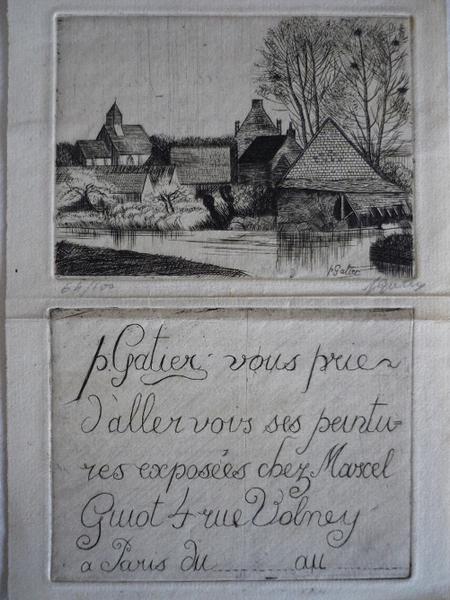 p.Gatier
66/100
p.Gatier vous prie
d'aller voir ses peintu-
res exposées chez Marcel
Guiot 4 rue Volney
a Paris du ........ au ........